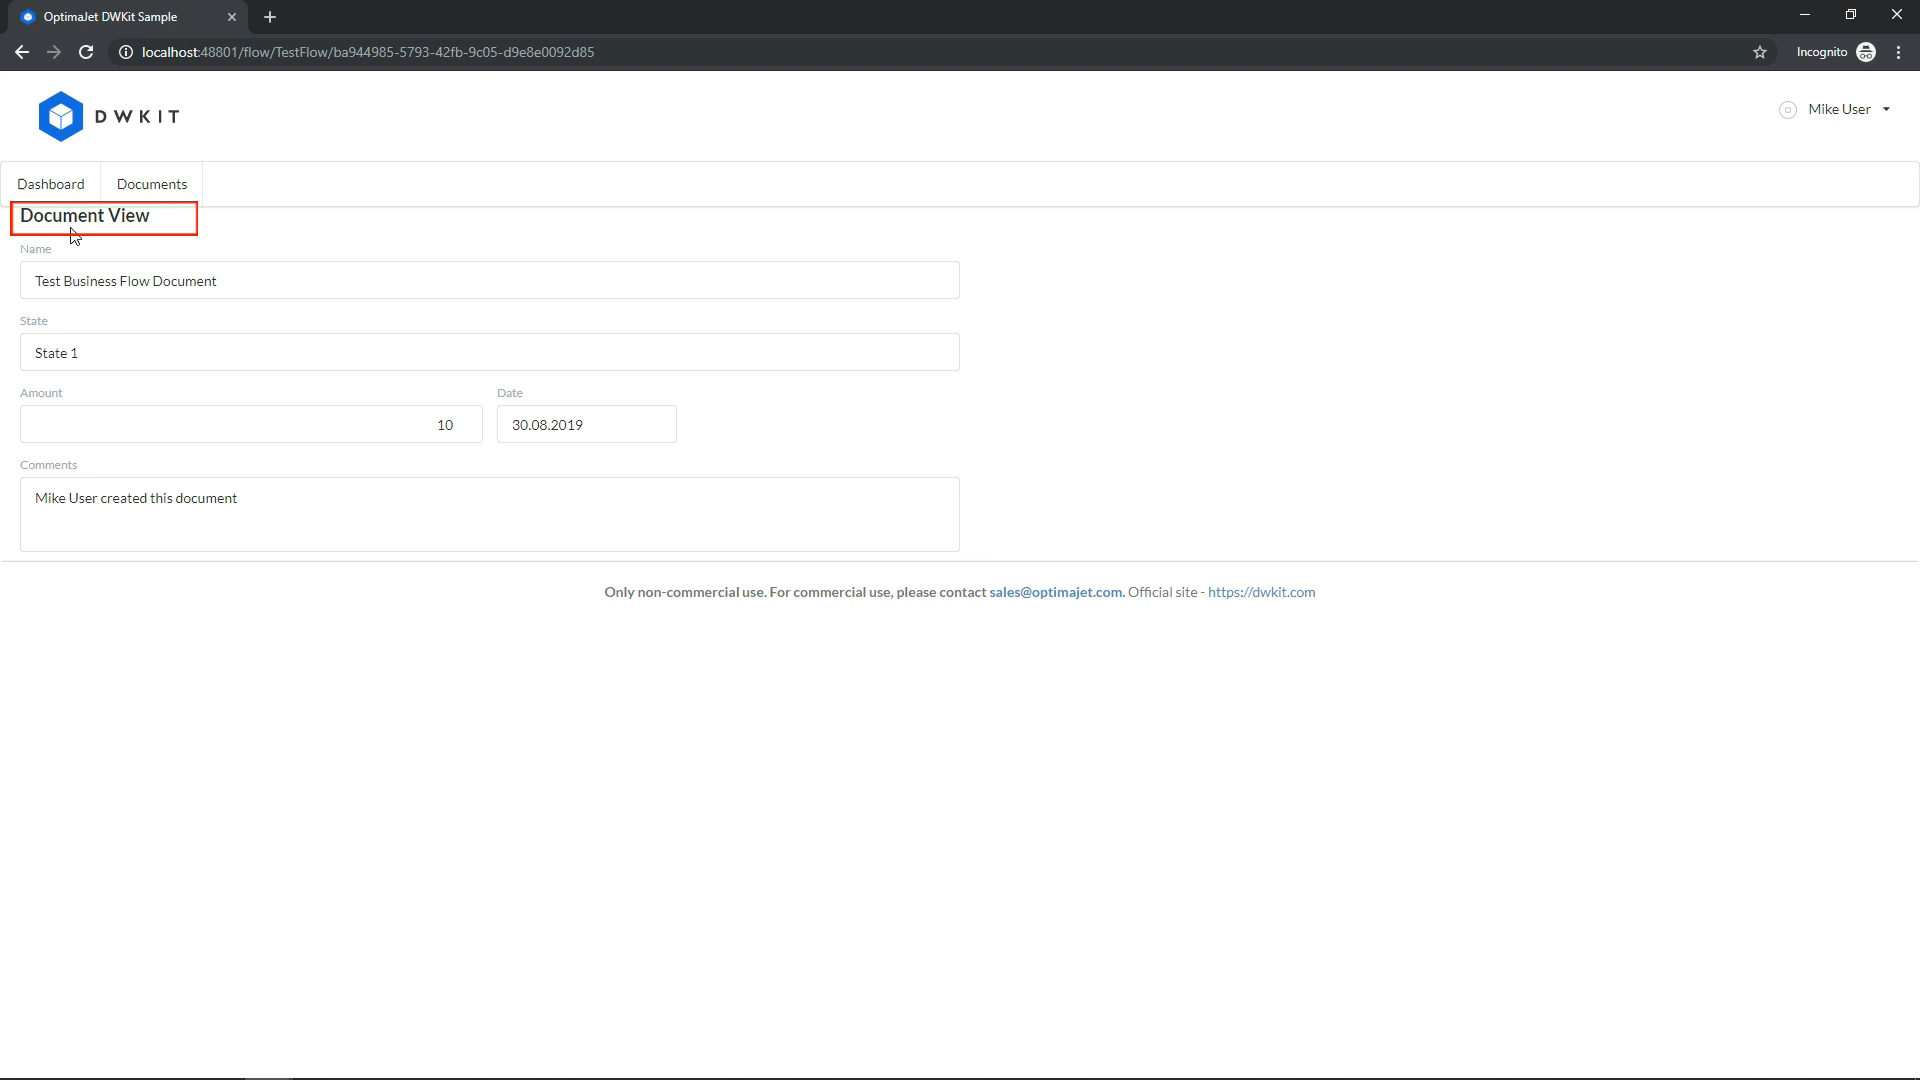 OptimaJet DWKit Sample
localhost:48801/flow/TestFlow/ba944985-5793-42fb-9c05-d9e8e0092d85
Incognito
DWKIT
Mike User
Dashboard
Documents
Document View
Name
Test Business Flow Document
State
State 1
Amount
Date
10
30.08.2019
Comments
Mike User created this document
Only non-commercial use. For commercial use, please contact sales@optimajet.com. Official site - https://dwkit.com